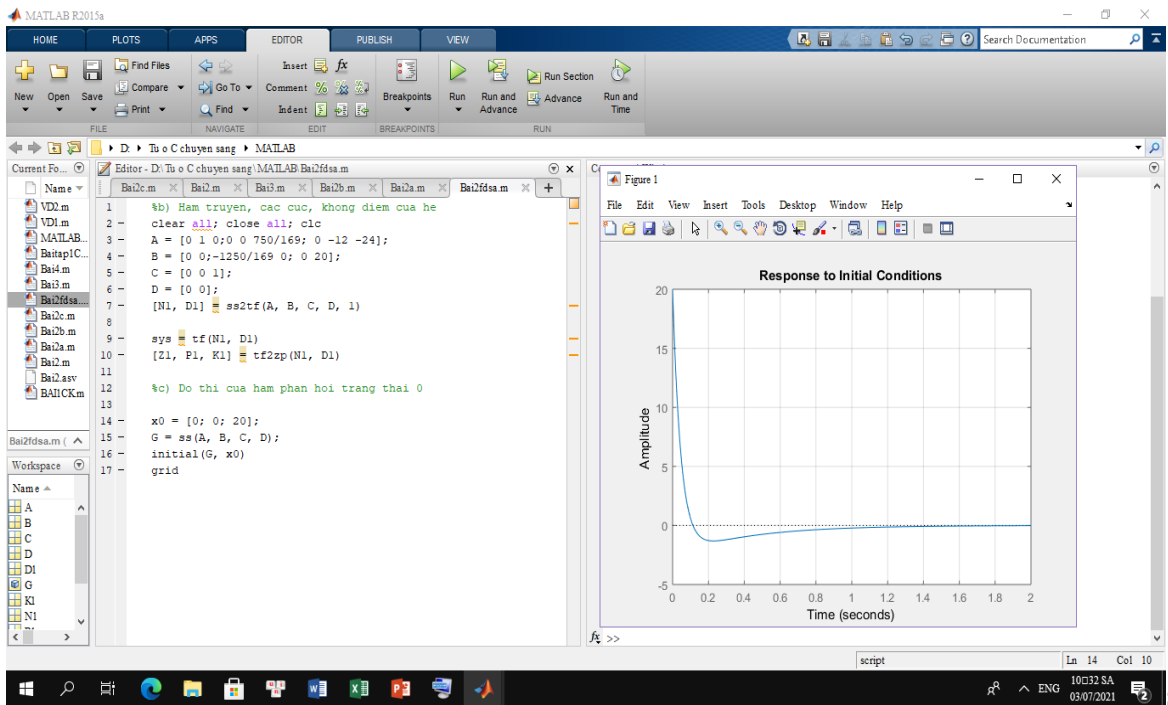 MATLAB R2015a
HOME PLOTS APPS EDITOR PUBLISH VIEW
Search Documentation
New Open Save
Find Files
Compare
Print
FILE
Go To
Find
NAVIGATE
Insert fx
Comment
Indent
EDIT
Breakpoints
BREAKPOINTS
Run
Run and Advance
Run Section
Advance
Run and Time
RUN
D: Tu o C chuyen sang MATLAB
Current Fo...
Name
VD2.m
VD1.m
MATLAB...
Baitap1C...
Bai4.m
Bai3.m
Bai2fdsa....
Bai2c.m
Bai2b.m
Bai2a.m
Bai2.m
Bai2.asv
BAI1CK.m
Bai2fdsa.m (
Workspace
Name
A
B
C
D
D1
G
K1
N1
Editor - D:\Tu o C chuyen sang\MATLAB\Bai2fdsa.m
Bai2c.m Bai2.m Bai3.m Bai2b.m Bai2a.m Bai2fdsa.m +
1 %b) Ham truyen, cac cuc, khong diem cua he
2 - clear all; close all; clc
3 - A = [0 1 0;0 0 750/169; 0 -12 -24];
4 - B = [0 0;-1250/169 0; 0 20];
5 - C = [0 0 1];
6 - D = [0 0];
7 - [N1, D1] = ss2tf(A, B, C, D, 1)
8
9 - sys = tf(N1, D1)
10 - [Z1, P1, K1] = tf2zp(N1, D1)
11
12 %c) Do thi cua ham phan hoi trang thai 0
13
14 - x0 = [0; 0; 20];
15 - G = ss(A, B, C, D);
16 - initial(G, x0)
17 - grid
Figure 1
File Edit View Insert Tools Desktop Window Help
Response to Initial Conditions
Amplitude
20
15
10
5
0
-5
0 0.2 0.4 0.6 0.8 1 1.2 1.4 1.6 1.8 2
Time (seconds)
fx >>
script Ln 14 Col 10
ENG
10□32 SA
03/07/2021
2